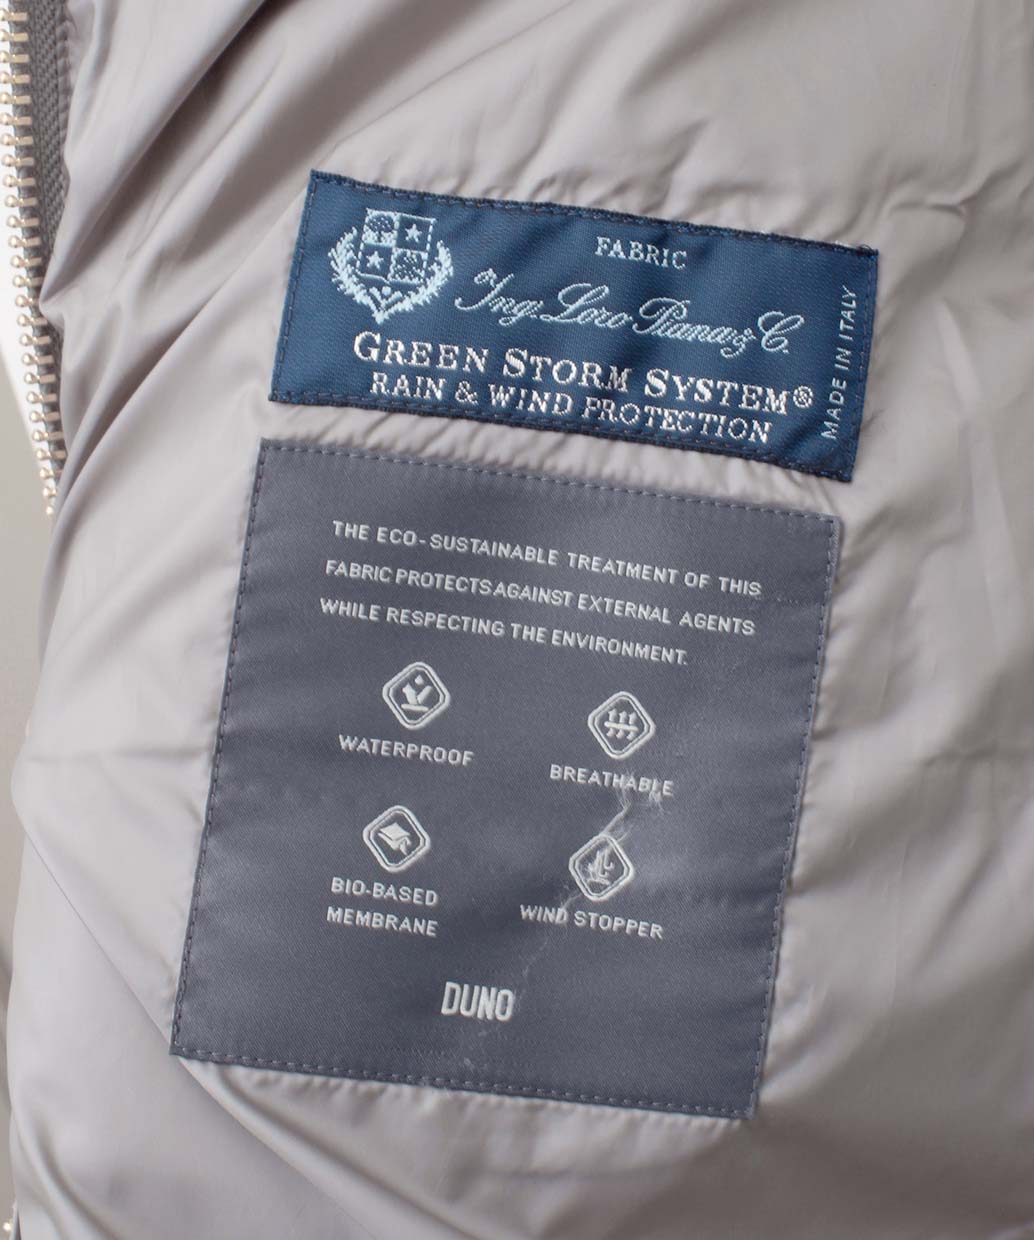 FABRIC
Ing. Loro Piana & C.
GREEN STORM SYSTEM®
RAIN & WIND PROTECTION
MADE IN ITALY
THE ECO-SUSTAINABLE TREATMENT OF THIS
FABRIC PROTECTS AGAINST EXTERNAL AGENTS
WHILE RESPECTING THE ENVIRONMENT.
WATERPROOF
BREATHABLE
BIO-BASED
MEMBRANE
WIND STOPPER
DUNO